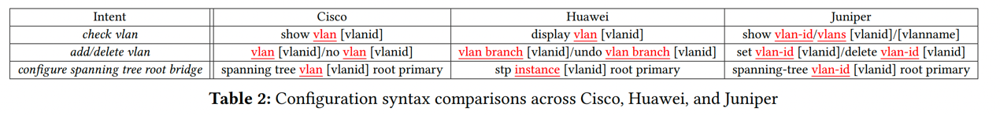 Intent Cisco Huawei Juniper
check vlan show vlan [vlanid] display vlan [vlanid] show vlan-id/vlans [vlanid]/[vlanname]
add/delete vlan vlan [vlanid]/no vlan [vlanid] vlan branch [vlanid]/undo vlan branch [vlanid] set vlan-id [vlanid]/delete vlan-id [vlanid]
configure spanning tree root bridge spanning tree vlan [vlanid] root primary stp instance [vlanid] root primary spanning-tree vlan-id [vlanid] root primary
Table 2: Configuration syntax comparisons across Cisco, Huawei, and Juniper